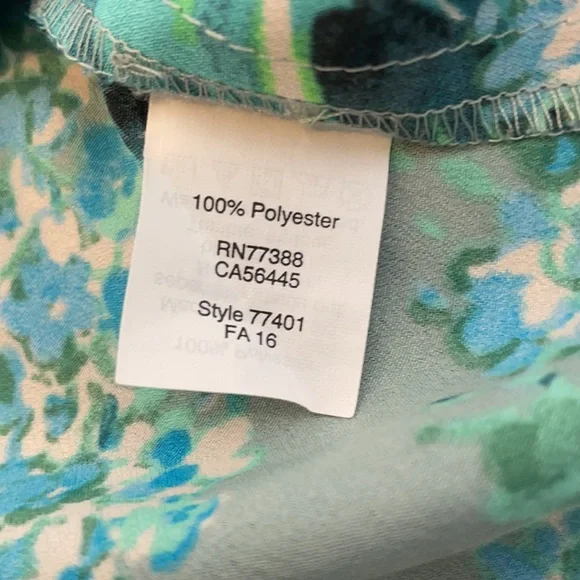 100% Polyester
RN77388
CA56445
Style 77401
FA 16